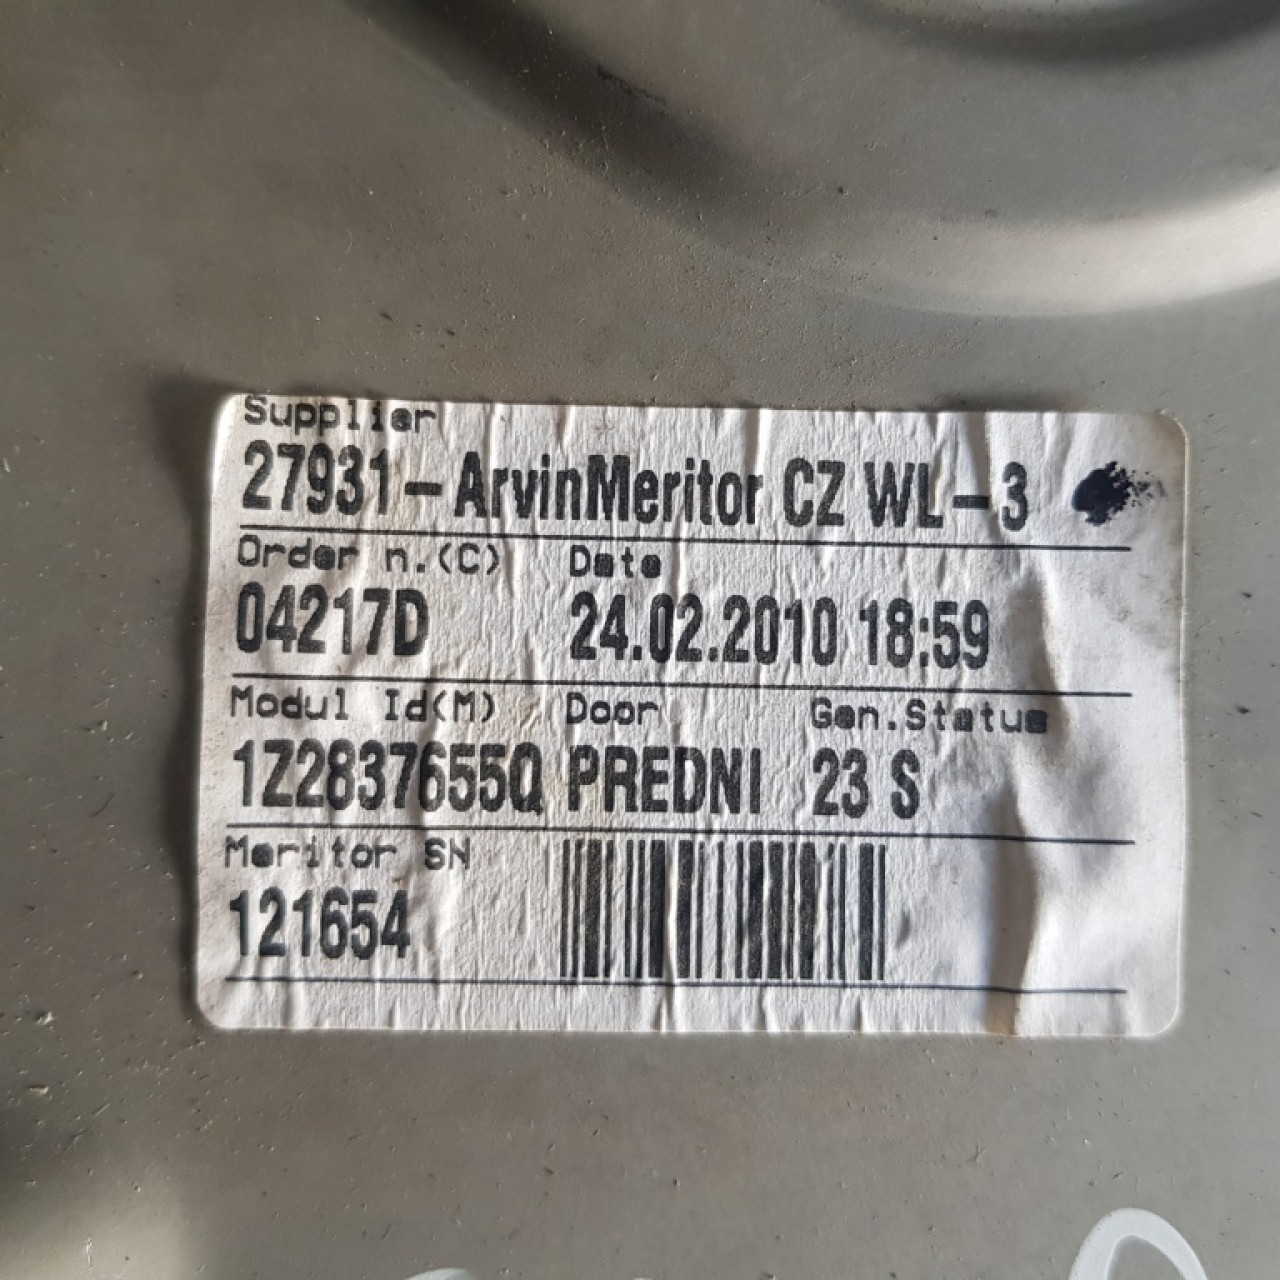 Supplier
27931-ArvinMeritor CZ WL-3
Order n.(C) Date
04217D 24.02.2010 18:59
Modul Id(M) Door Gen.Status
1Z2837655Q PREDNI 23 S
Meritor SN
121654